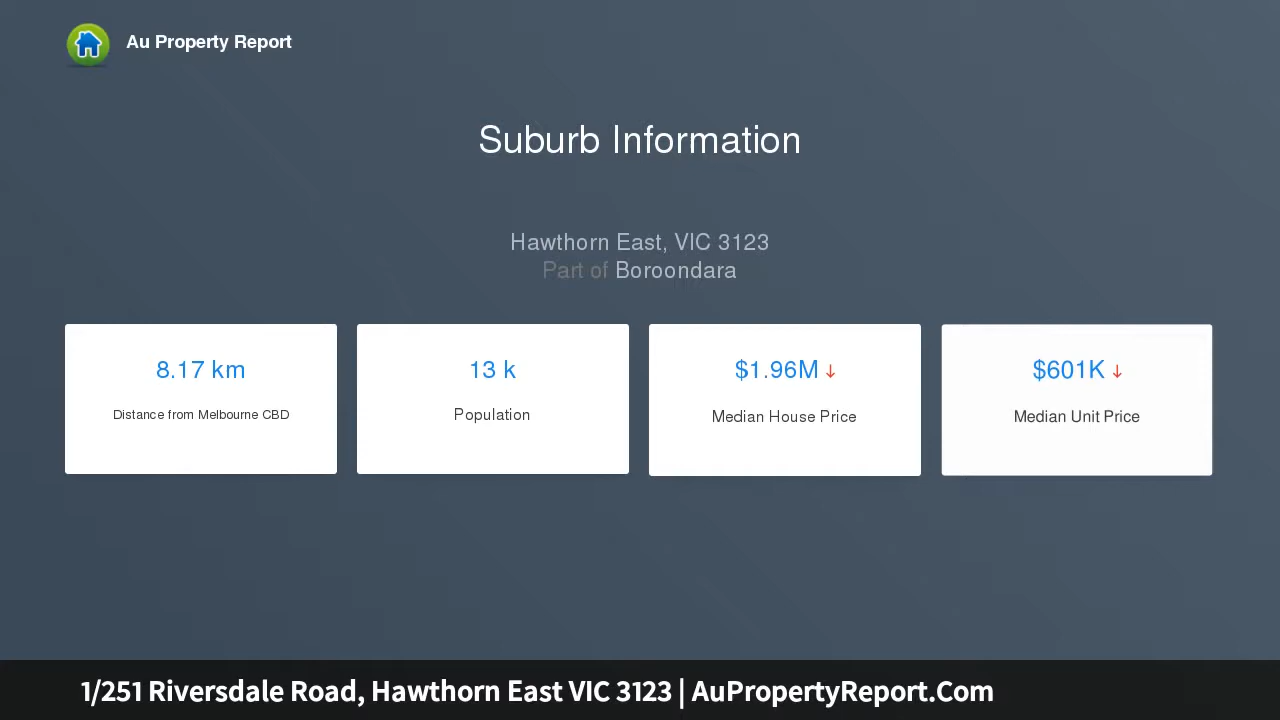 Au Property Report
Suburb Information
Hawthorn East, VIC 3123
Part of Boroondara
8.17 km
Distance from Melbourne CBD
13 k
Population
$1.96M ↓
Median House Price
$601K ↓
Median Unit Price
1/251 Riversdale Road, Hawthorn East VIC 3123 | AuPropertyReport.Com